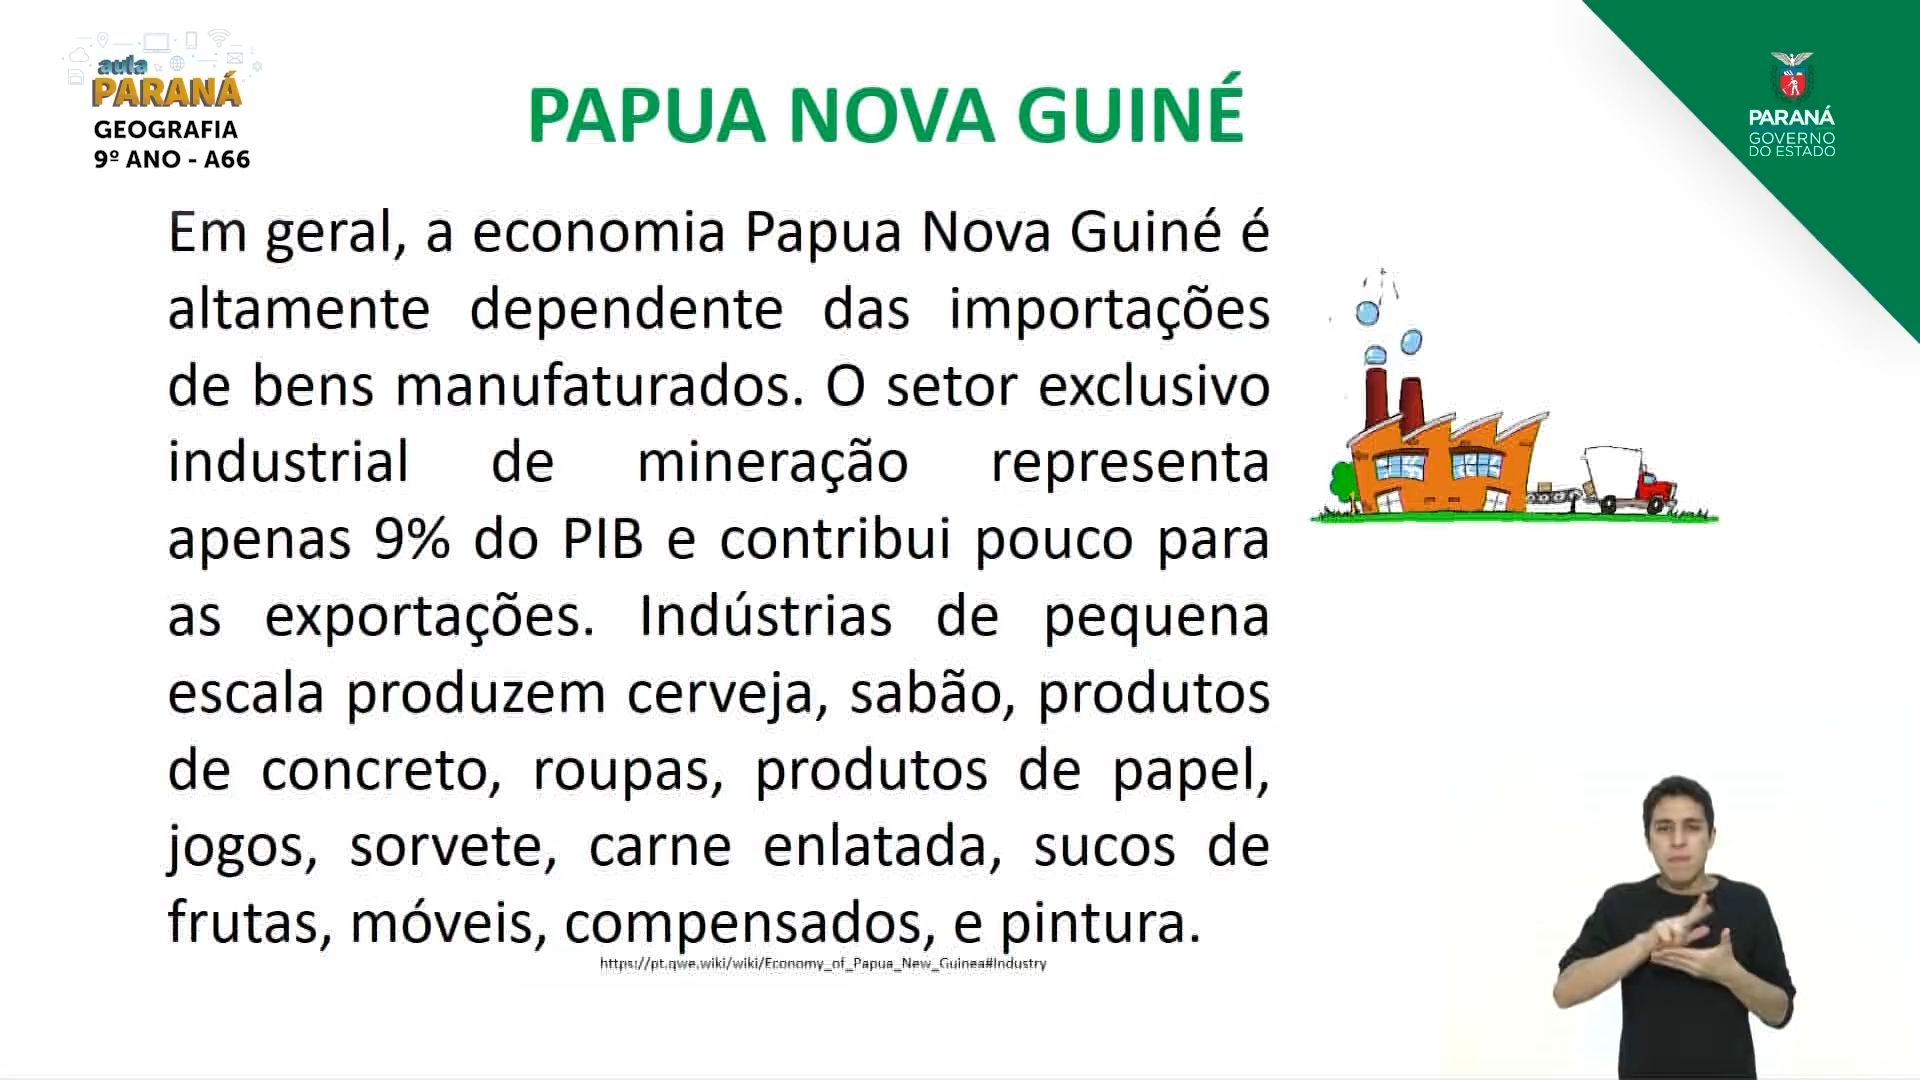 aula
PARANÁ
GEOGRAFIA
9º ANO - A66
PAPUA NOVA GUINÉ
PARANÁ
GOVERNO
DO ESTADO
Em geral, a economia Papua Nova Guiné é
altamente dependente das importações
de bens manufaturados. O setor exclusivo
industrial de mineração representa
apenas 9% do PIB e contribui pouco para
as exportações. Indústrias de pequena
escala produzem cerveja, sabão, produtos
de concreto, roupas, produtos de papel,
jogos, sorvete, carne enlatada, sucos de
frutas, móveis, compensados, e pintura.
https://pt.qwe.wiki/wiki/Economy_of_Papua_New_Guinea#Industry